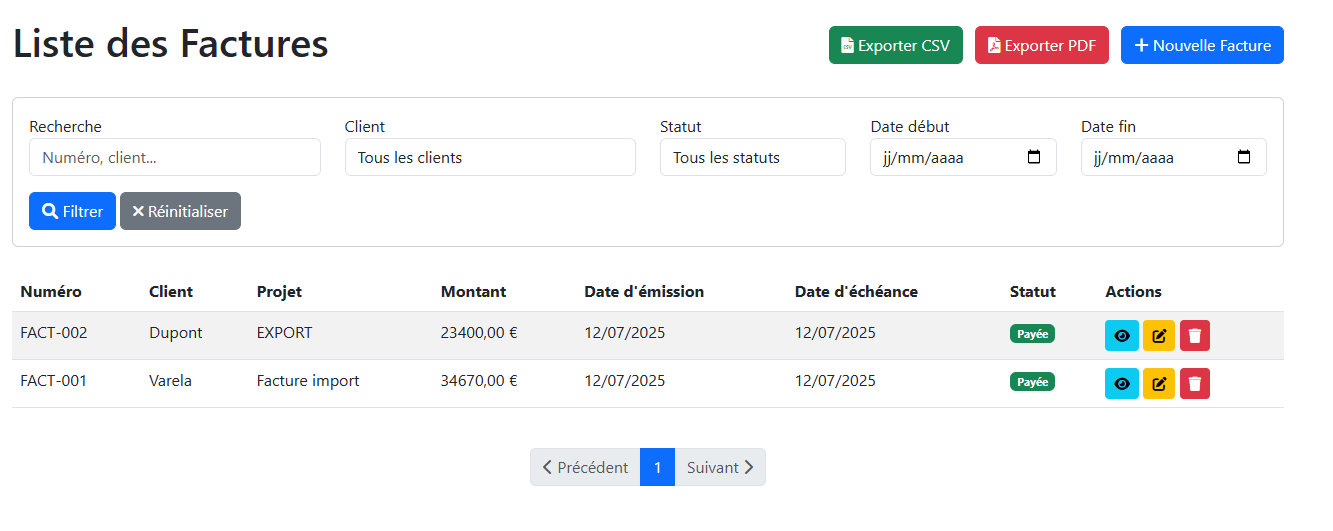 Liste des Factures
Exporter CSV Exporter PDF Nouvelle Facture
Recherche Client Statut Date début Date fin
Numéro, client... Tous les clients Tous les statuts jj/mm/aaaa jj/mm/aaaa
Filtrer Réinitialiser
Numéro Client Projet Montant Date d'émission Date d'échéance Statut Actions
FACT-002 Dupont EXPORT 23400,00 € 12/07/2025 12/07/2025 Payée
FACT-001 Varela Facture import 34670,00 € 12/07/2025 12/07/2025 Payée
Précédent 1 Suivant